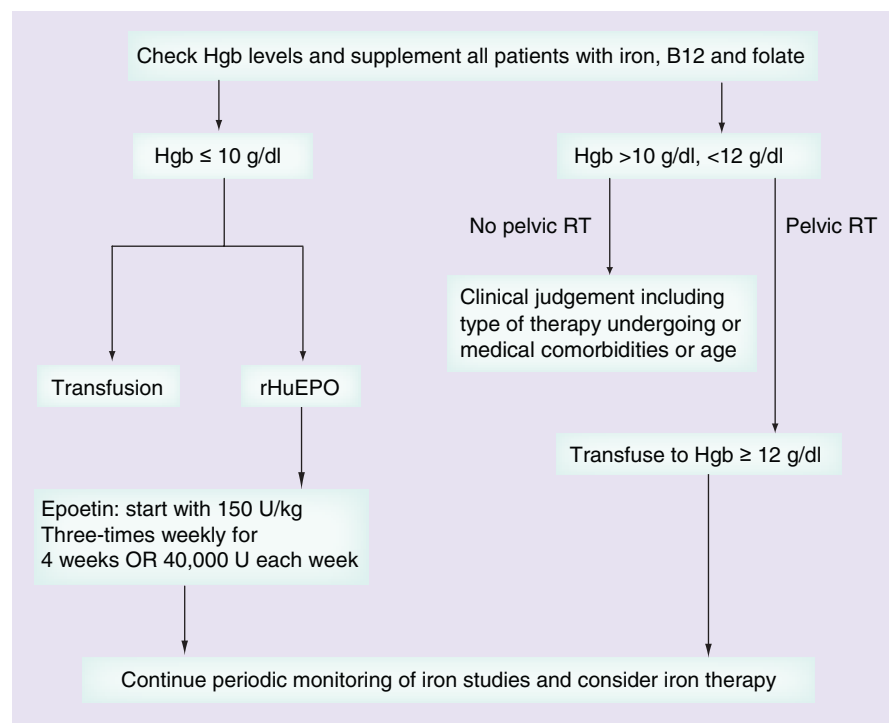 Check Hgb levels and supplement all patients with iron, B12 and folate
Hgb ≤ 10 g/dl
Hgb >10 g/dl, <12 g/dl
No pelvic RT
Pelvic RT
Clinical judgement including
type of therapy undergoing or
medical comorbidities or age
Transfusion
rHuEPO
Transfuse to Hgb ≥ 12 g/dl
Epoetin: start with 150 U/kg
Three-times weekly for
4 weeks OR 40,000 U each week
Continue periodic monitoring of iron studies and consider iron therapy